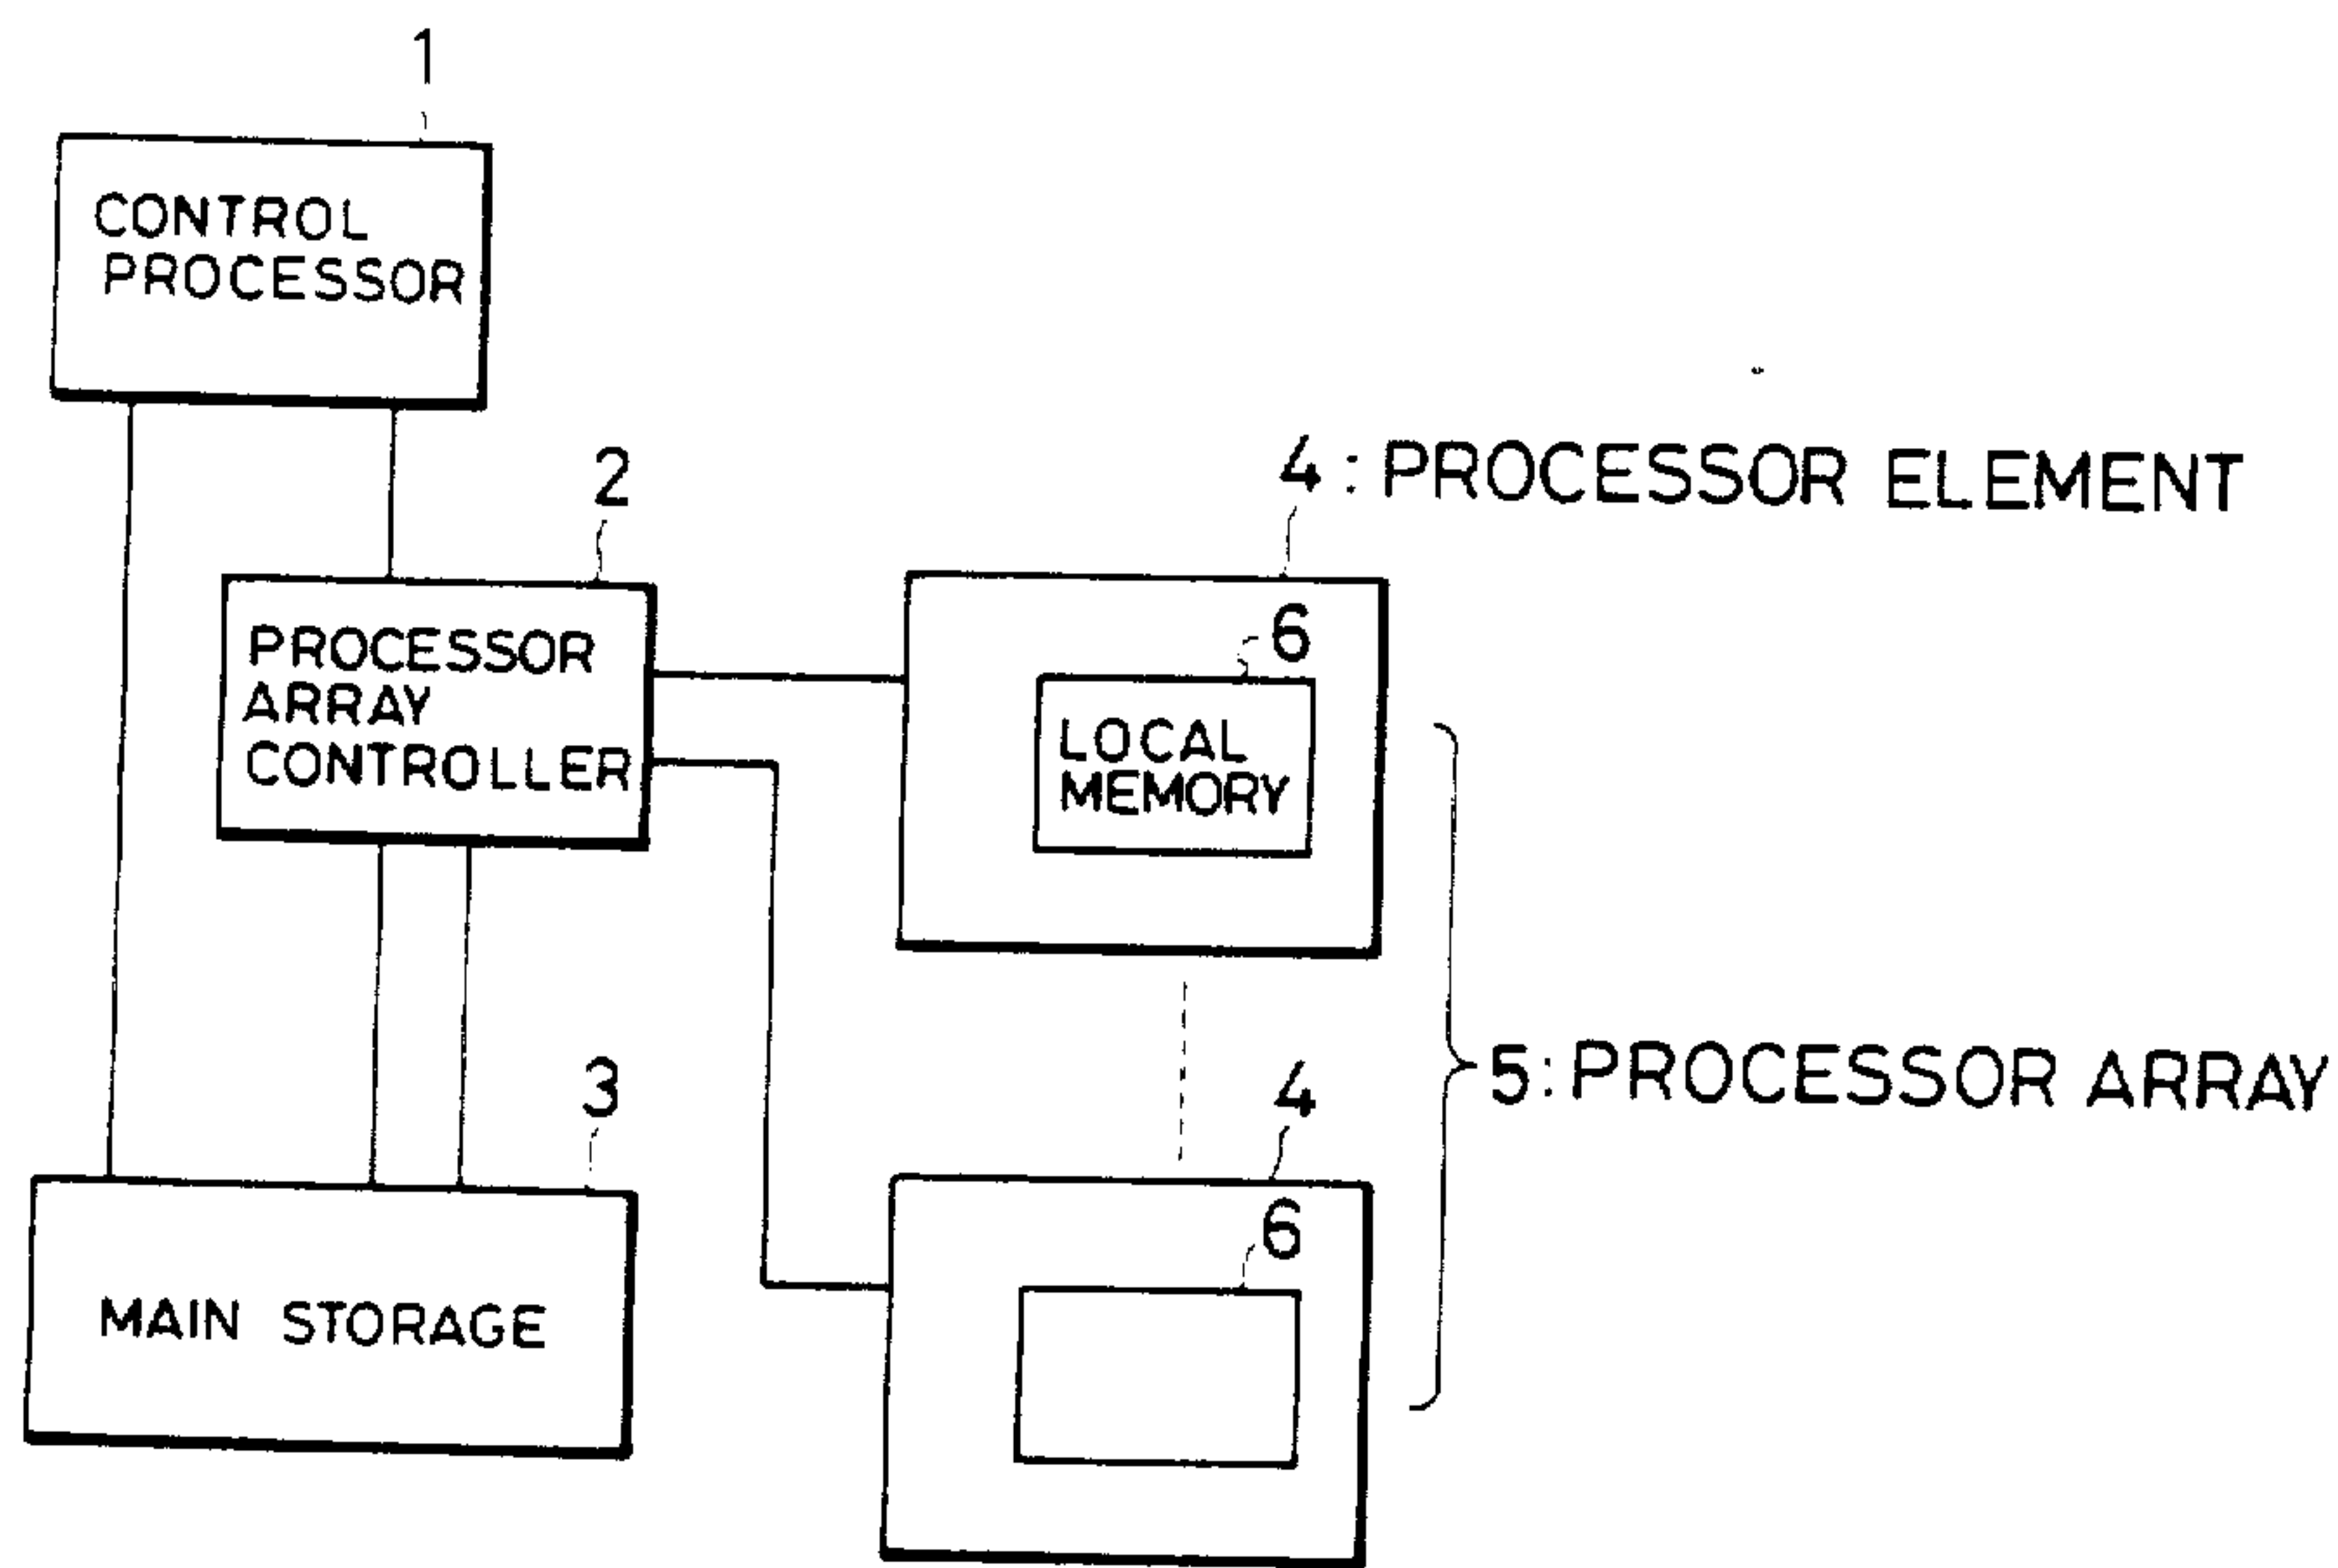 1
CONTROL
PROCESSOR
2
PROCESSOR
ARRAY
CONTROLLER
3
MAIN STORAGE
4 : PROCESSOR ELEMENT
6
LOCAL
MEMORY
5: PROCESSOR ARRAY
4
6